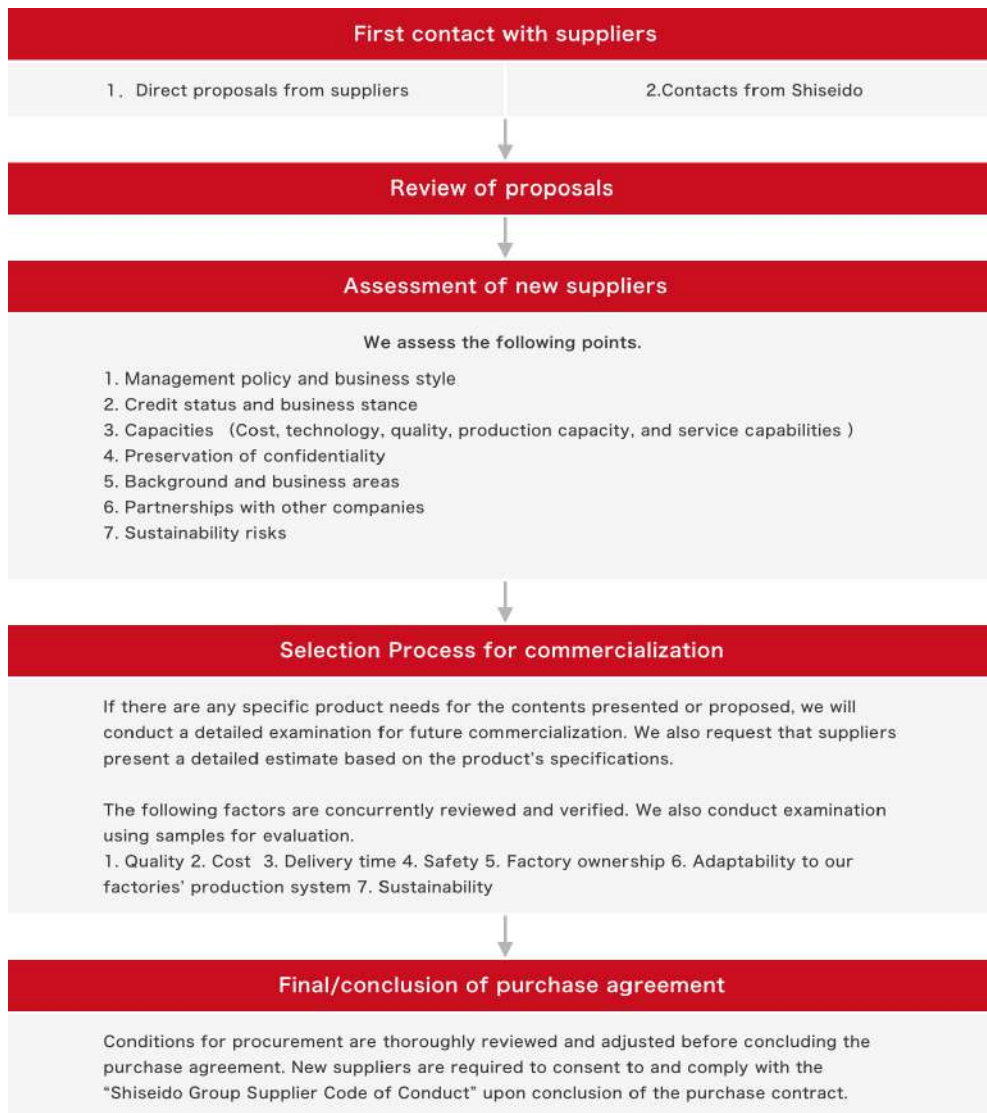 First contact with suppliers
1. Direct proposals from suppliers
2.Contacts from Shiseido
Review of proposals
Assessment of new suppliers
We assess the following points.
1. Management policy and business style
2. Credit status and business stance
3. Capacities （Cost, technology, quality, production capacity, and service capabilities ）
4. Preservation of confidentiality
5. Background and business areas
6. Partnerships with other companies
7. Sustainability risks
Selection Process for commercialization
If there are any specific product needs for the contents presented or proposed, we will
conduct a detailed examination for future commercialization. We also request that suppliers
present a detailed estimate based on the product's specifications.
The following factors are concurrently reviewed and verified. We also conduct examination
using samples for evaluation.
1. Quality 2. Cost 3. Delivery time 4. Safety 5. Factory ownership 6. Adaptability to our
factories' production system 7. Sustainability
Final/conclusion of purchase agreement
Conditions for procurement are thoroughly reviewed and adjusted before concluding the
purchase agreement. New suppliers are required to consent to and comply with the
“Shiseido Group Supplier Code of Conduct” upon conclusion of the purchase contract.